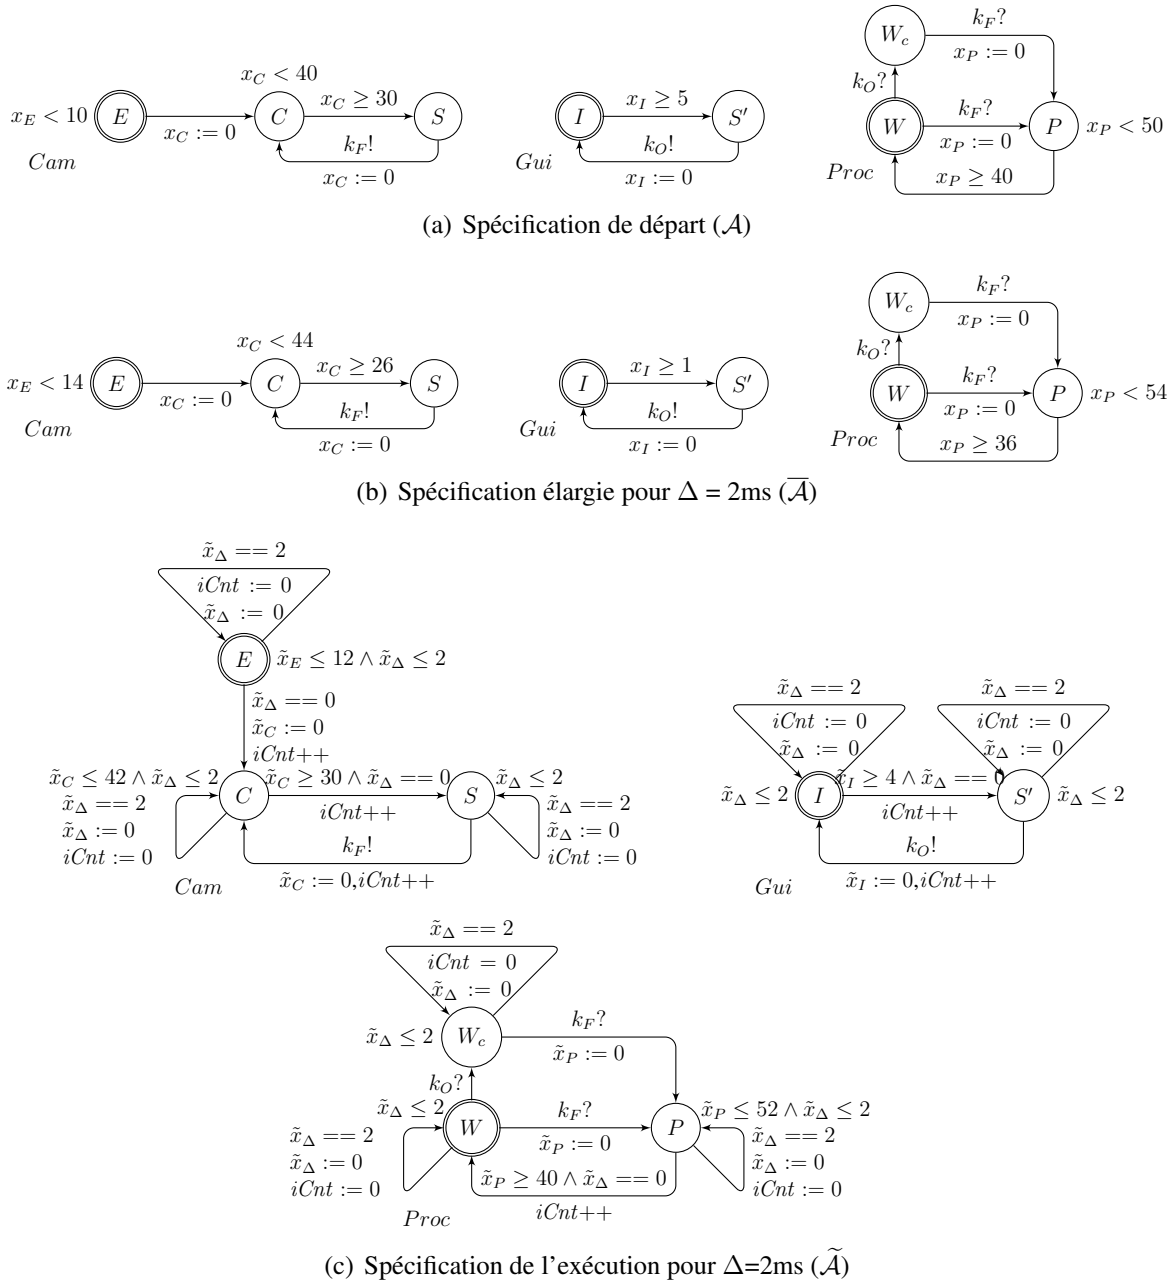 x_C < 40
x_E < 10
E
x_C := 0
C
x_C ≥ 30
S
k_F!
x_C := 0
Cam
I
x_I ≥ 5
S'
k_O!
x_I := 0
Gui
W_c
k_F?
x_P := 0
k_O?
W
k_F?
x_P := 0
P
x_P < 50
x_P ≥ 40
Proc
(a) Spécification de départ (𝒜)
x_C < 44
x_E < 14
E
x_C := 0
C
x_C ≥ 26
S
k_F!
x_C := 0
Cam
I
x_I ≥ 1
S'
k_O!
x_I := 0
Gui
W_c
k_F?
x_P := 0
k_O?
W
k_F?
x_P := 0
P
x_P < 54
x_P ≥ 36
Proc
(b) Spécification élargie pour Δ = 2ms (𝒜̅)
x̃_Δ == 2
iCnt := 0
x̃_Δ := 0
E
x̃_E ≤ 12 ∧ x̃_Δ ≤ 2
x̃_Δ == 0
x̃_C := 0
iCnt++
x̃_C ≤ 42 ∧ x̃_Δ ≤ 2
x̃_Δ == 2
x̃_Δ := 0
iCnt := 0
C
x̃_C ≥ 30 ∧ x̃_Δ == 0
iCnt++
S
x̃_Δ ≤ 2
x̃_Δ == 2
x̃_Δ := 0
iCnt := 0
k_F!
x̃_C := 0,iCnt++
Cam
x̃_Δ == 2
iCnt := 0
x̃_Δ := 0
x̃_Δ ≤ 2
I
x̃_I ≥ 4 ∧ x̃_Δ == 0
iCnt++
x̃_Δ == 2
iCnt := 0
x̃_Δ := 0
S'
x̃_Δ ≤ 2
k_O!
x̃_I := 0,iCnt++
Gui
x̃_Δ == 2
iCnt = 0
x̃_Δ := 0
x̃_Δ ≤ 2
W_c
k_F?
x̃_P := 0
k_O?
x̃_Δ ≤ 2
x̃_Δ == 2
x̃_Δ := 0
iCnt := 0
W
k_F?
x̃_P := 0
P
x̃_P ≤ 52 ∧ x̃_Δ ≤ 2
x̃_Δ == 2
x̃_Δ := 0
iCnt := 0
x̃_P ≥ 40 ∧ x̃_Δ == 0
iCnt++
Proc
(c) Spécification de l'exécution pour Δ=2ms (𝒜̃)